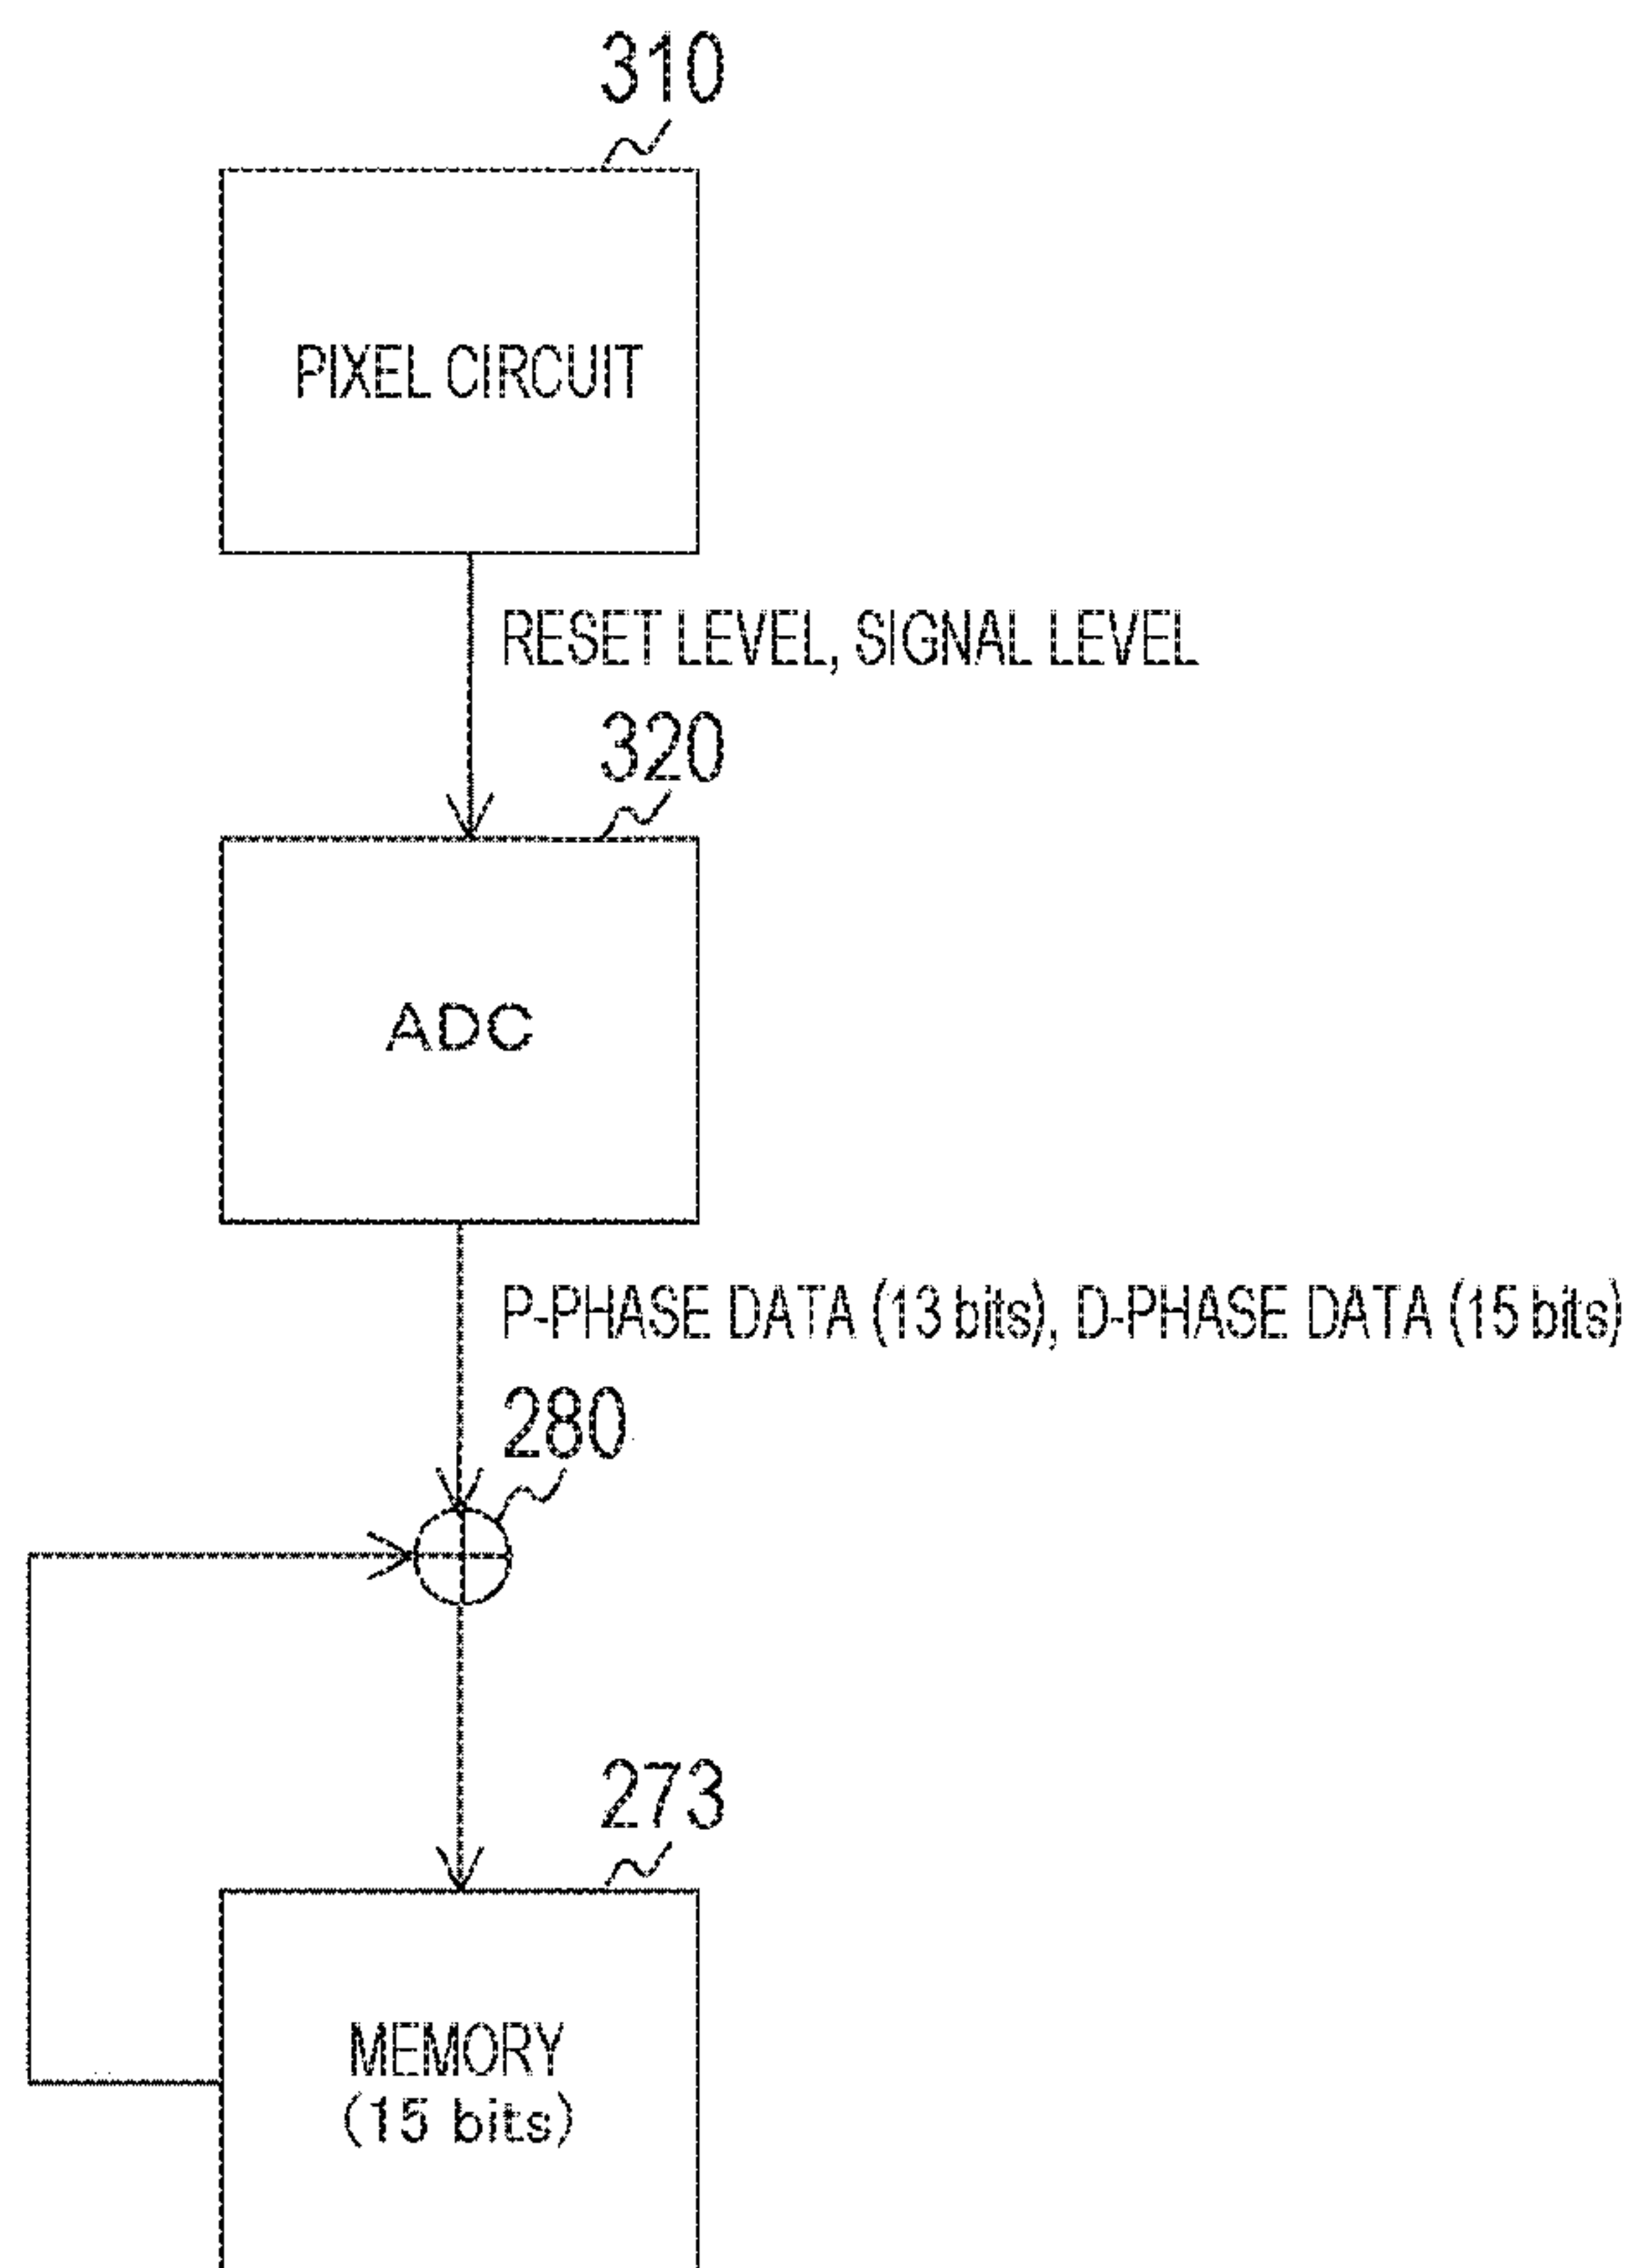 310
PIXEL CIRCUIT
RESET LEVEL, SIGNAL LEVEL
320
ADC
P-PHASE DATA (13 bits), D-PHASE DATA (15 bits)
280
273
MEMORY
(15 bits)